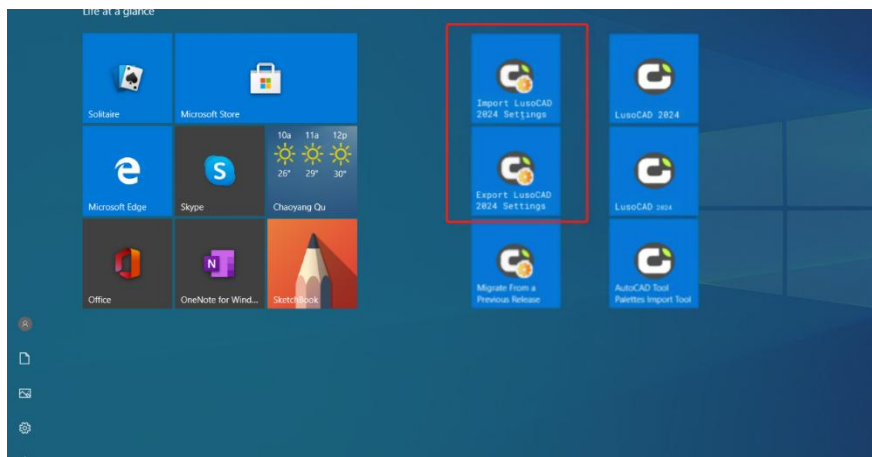 Life at a glance
Solitaire
Microsoft Store
Import LusoCAD
2024 Settings
LusoCAD 2024
Microsoft Edge
S
Skype
10a 11a 12p
26° 29° 30°
Chaoyang Qu
Export LusoCAD
2024 Settings
LusoCAD 2024
Office
N
OneNote for Wind...
SketchBook
Migrate From a
Previous Release
AutoCAD Tool
Palettes Import Tool